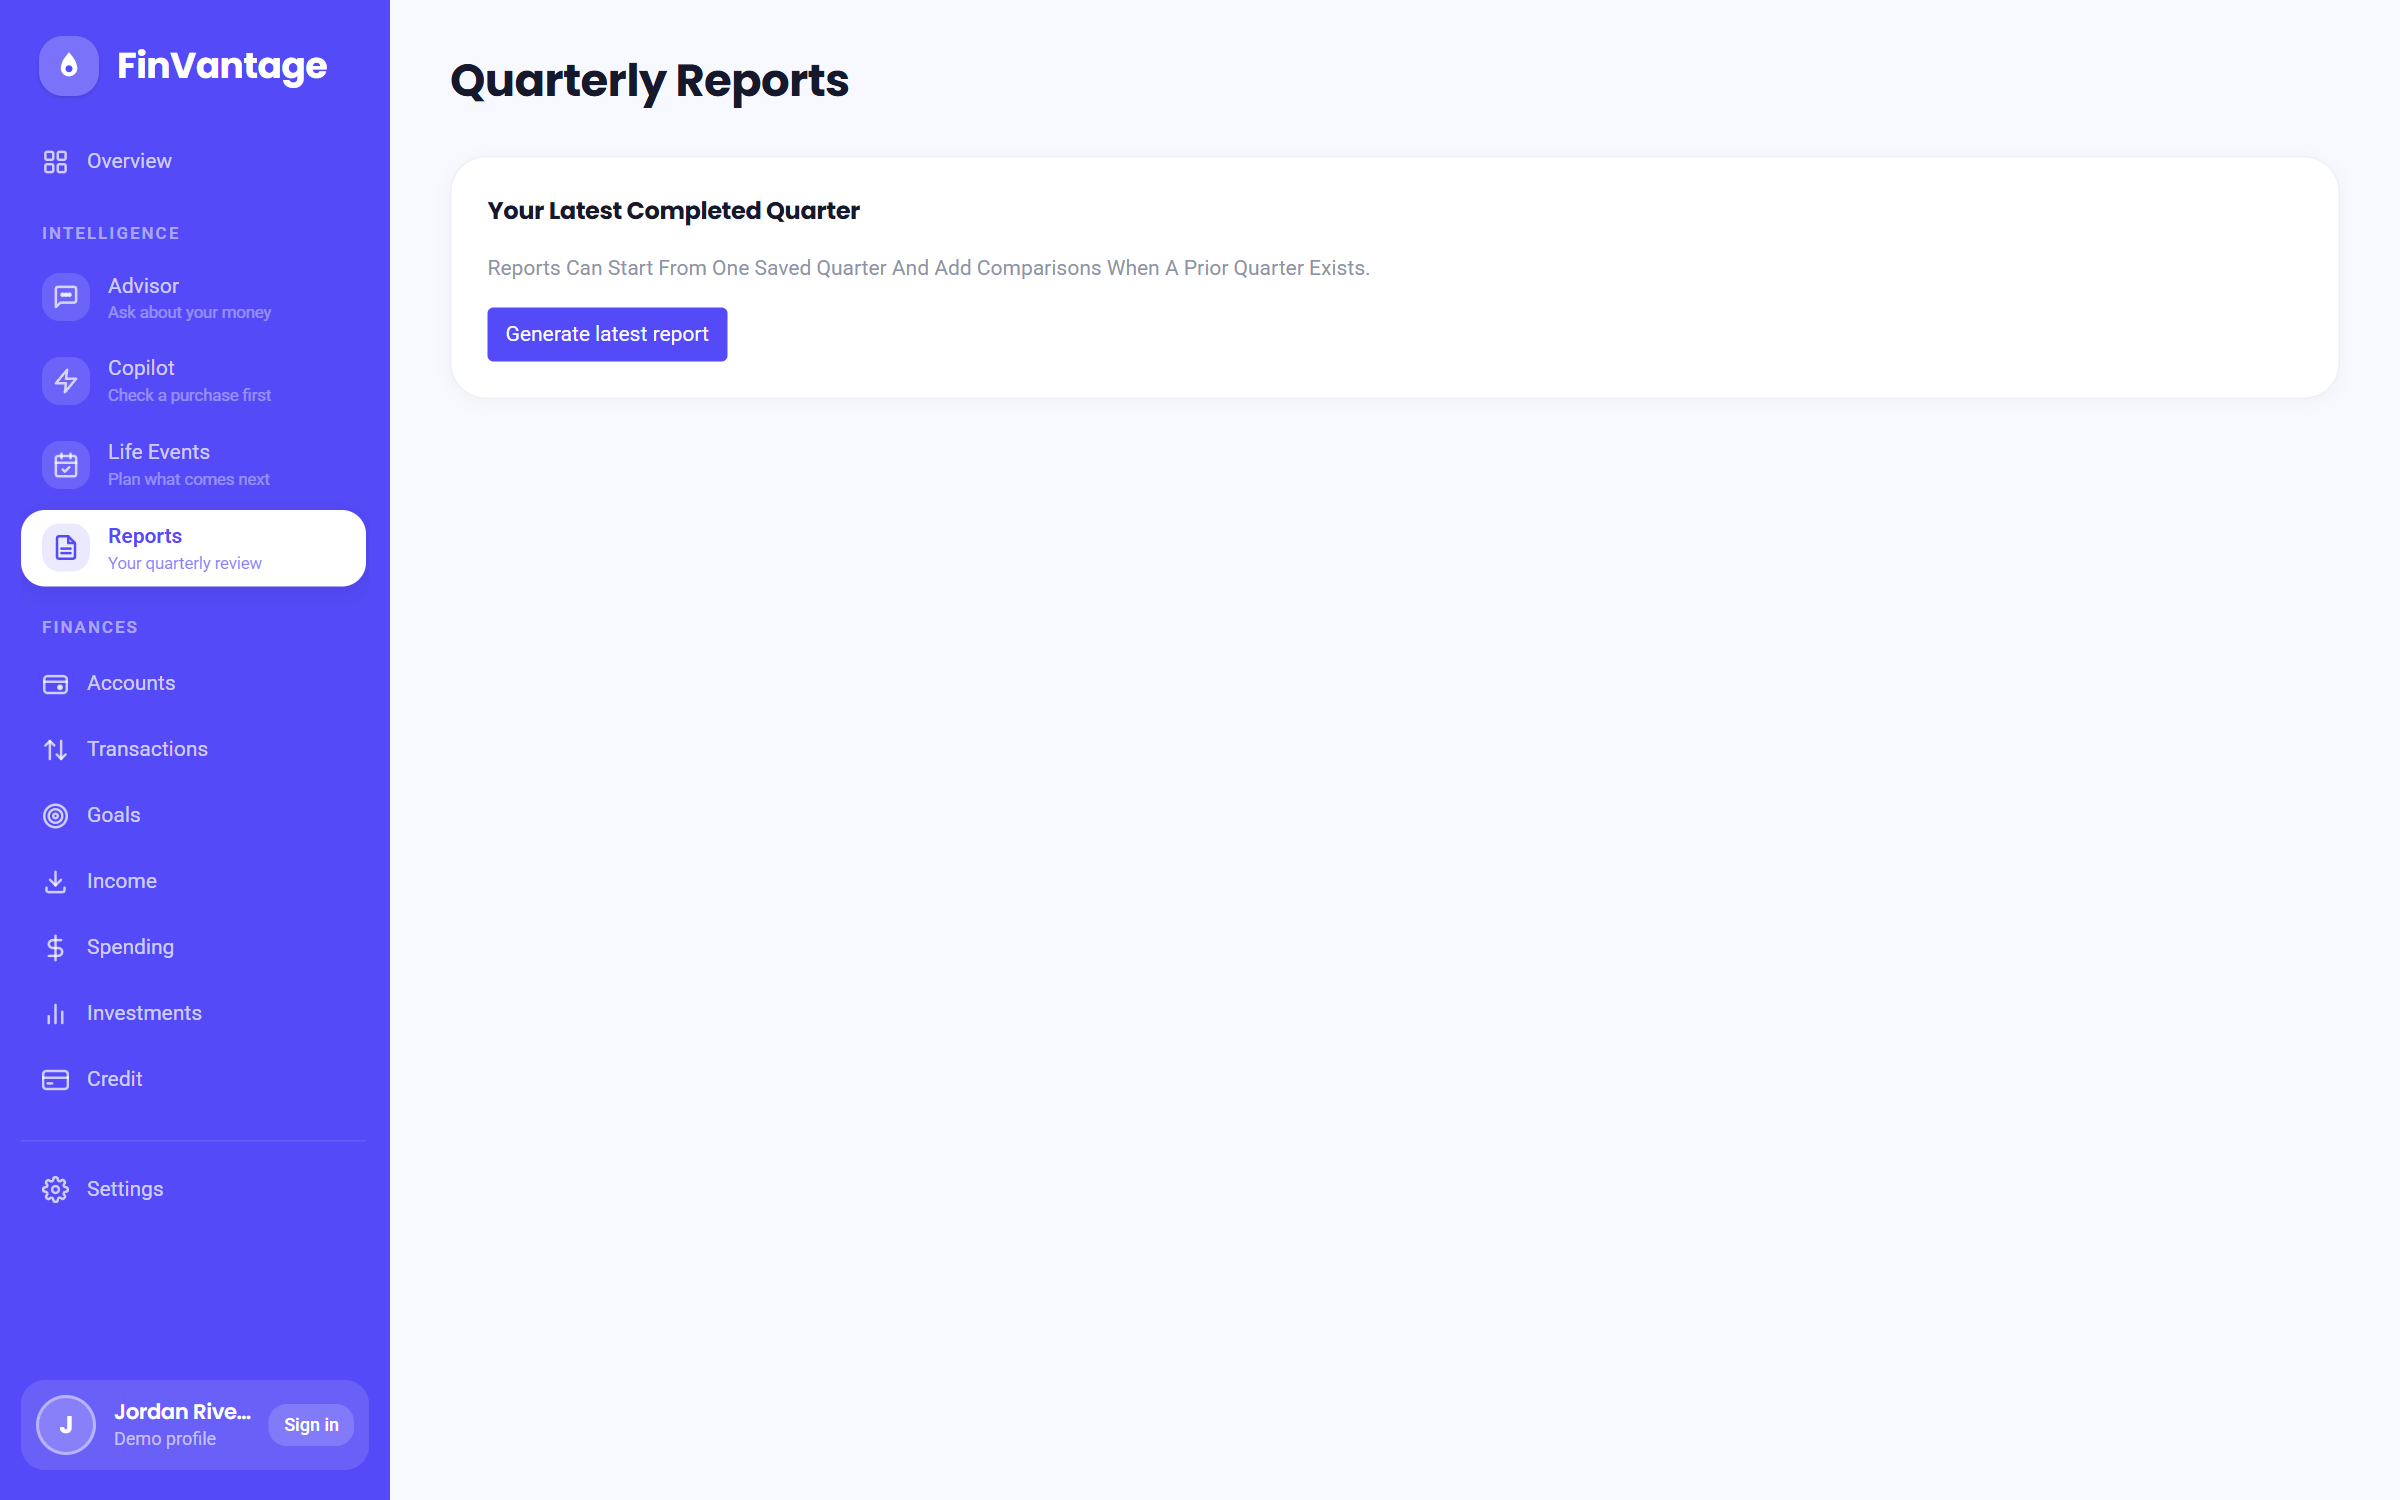 FinVantage
Overview
INTELLIGENCE
Advisor
Ask about your money
Copilot
Check a purchase first
Life Events
Plan what comes next
Reports
Your quarterly review
FINANCES
Accounts
Transactions
Goals
Income
Spending
Investments
Credit
Settings
J
Jordan Rive...
Demo profile
Sign in
Quarterly Reports
Your Latest Completed Quarter
Reports Can Start From One Saved Quarter And Add Comparisons When A Prior Quarter Exists.
Generate latest report